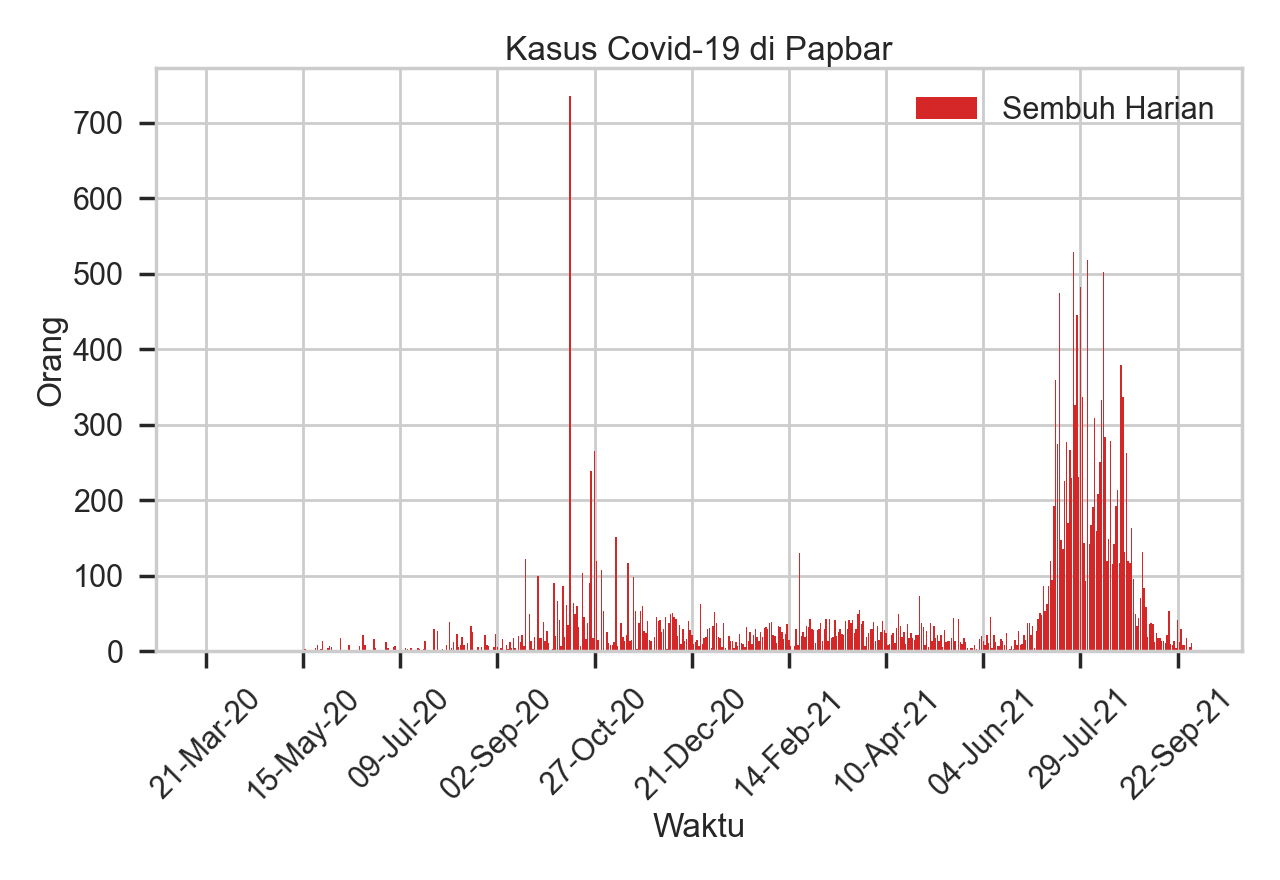 Kasus Covid-19 di Papbar
Sembuh Harian
Orang
700
600
500
400
300
200
100
0
21-Mar-20
15-May-20
09-Jul-20
02-Sep-20
27-Oct-20
21-Dec-20
14-Feb-21
10-Apr-21
04-Jun-21
29-Jul-21
22-Sep-21
Waktu